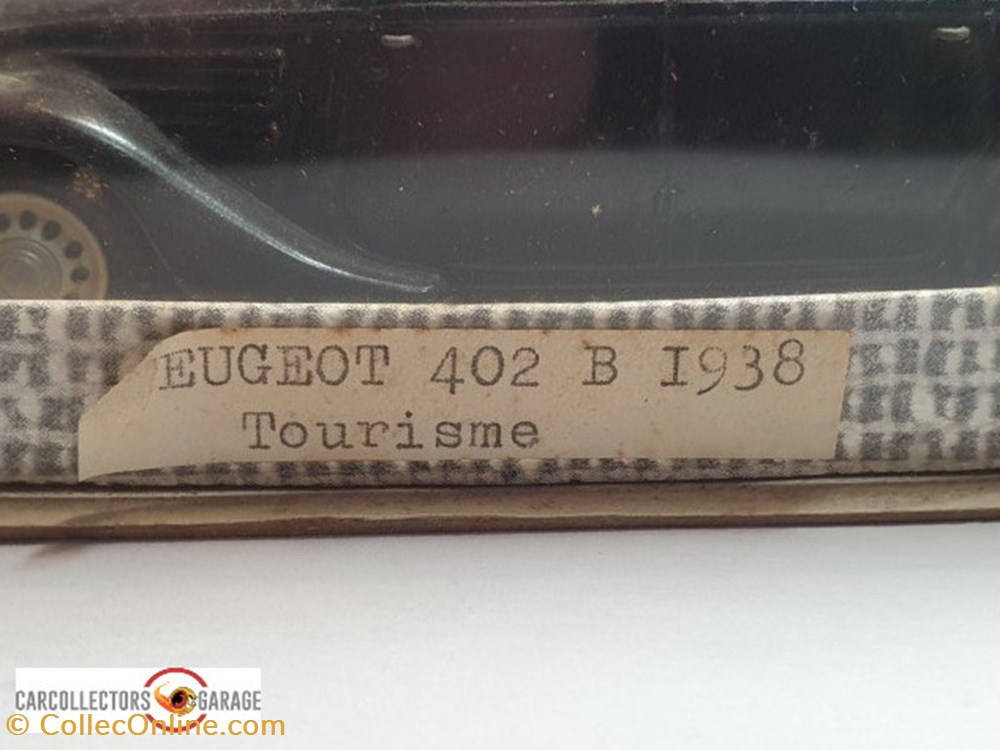 EUGEOT 402 B I938
Tourisme
CARCOLLECTORS GARAGE
© CollecOnline.com